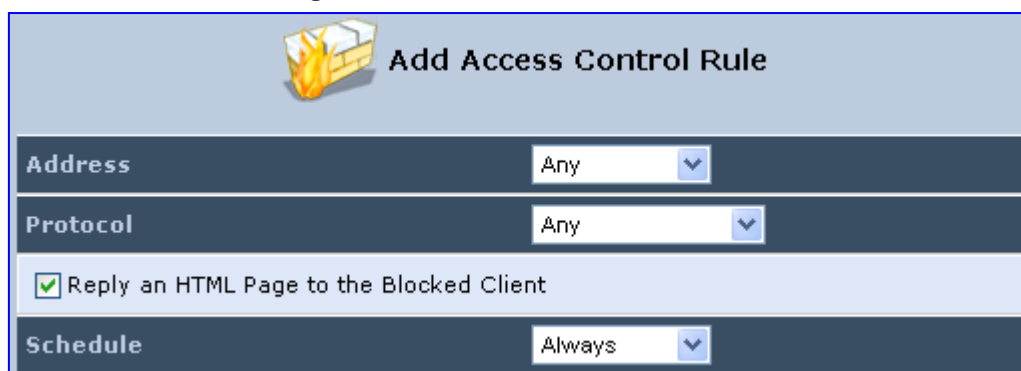 Add Access Control Rule
Address Any
Protocol Any
Reply an HTML Page to the Blocked Client
Schedule Always